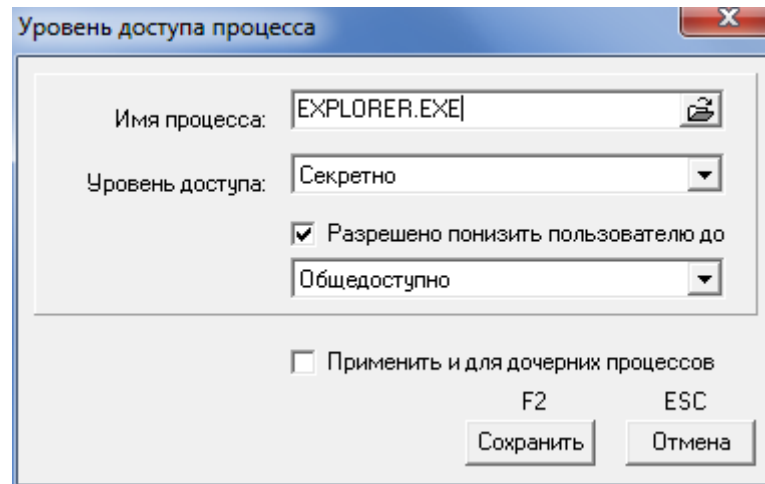 Уровень доступа процесса
Имя процесса: EXPLORER.EXE
Уровень доступа: Секретно
Разрешено понизить пользователю до
Общедоступно
Применить и для дочерних процессов
F2 ESC
Сохранить Отмена